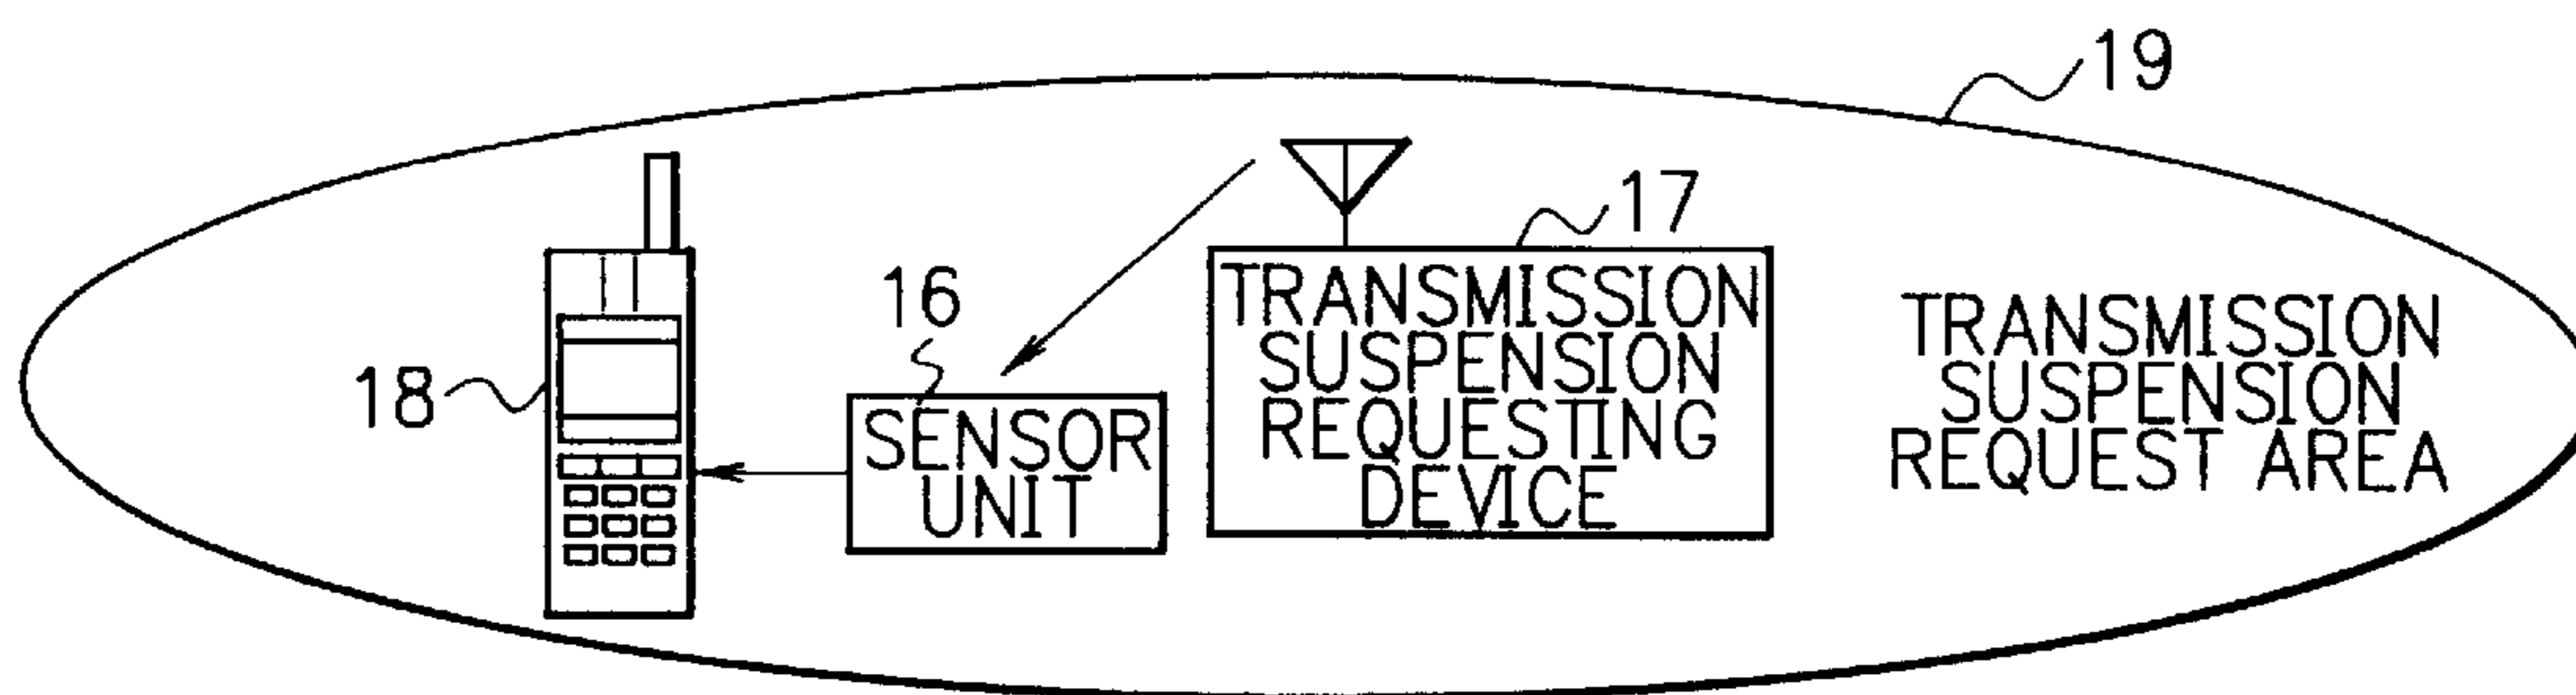 19
17
16
18
TRANSMISSION
SUSPENSION
REQUESTING
DEVICE
SENSOR
UNIT
TRANSMISSION
SUSPENSION
REQUEST AREA